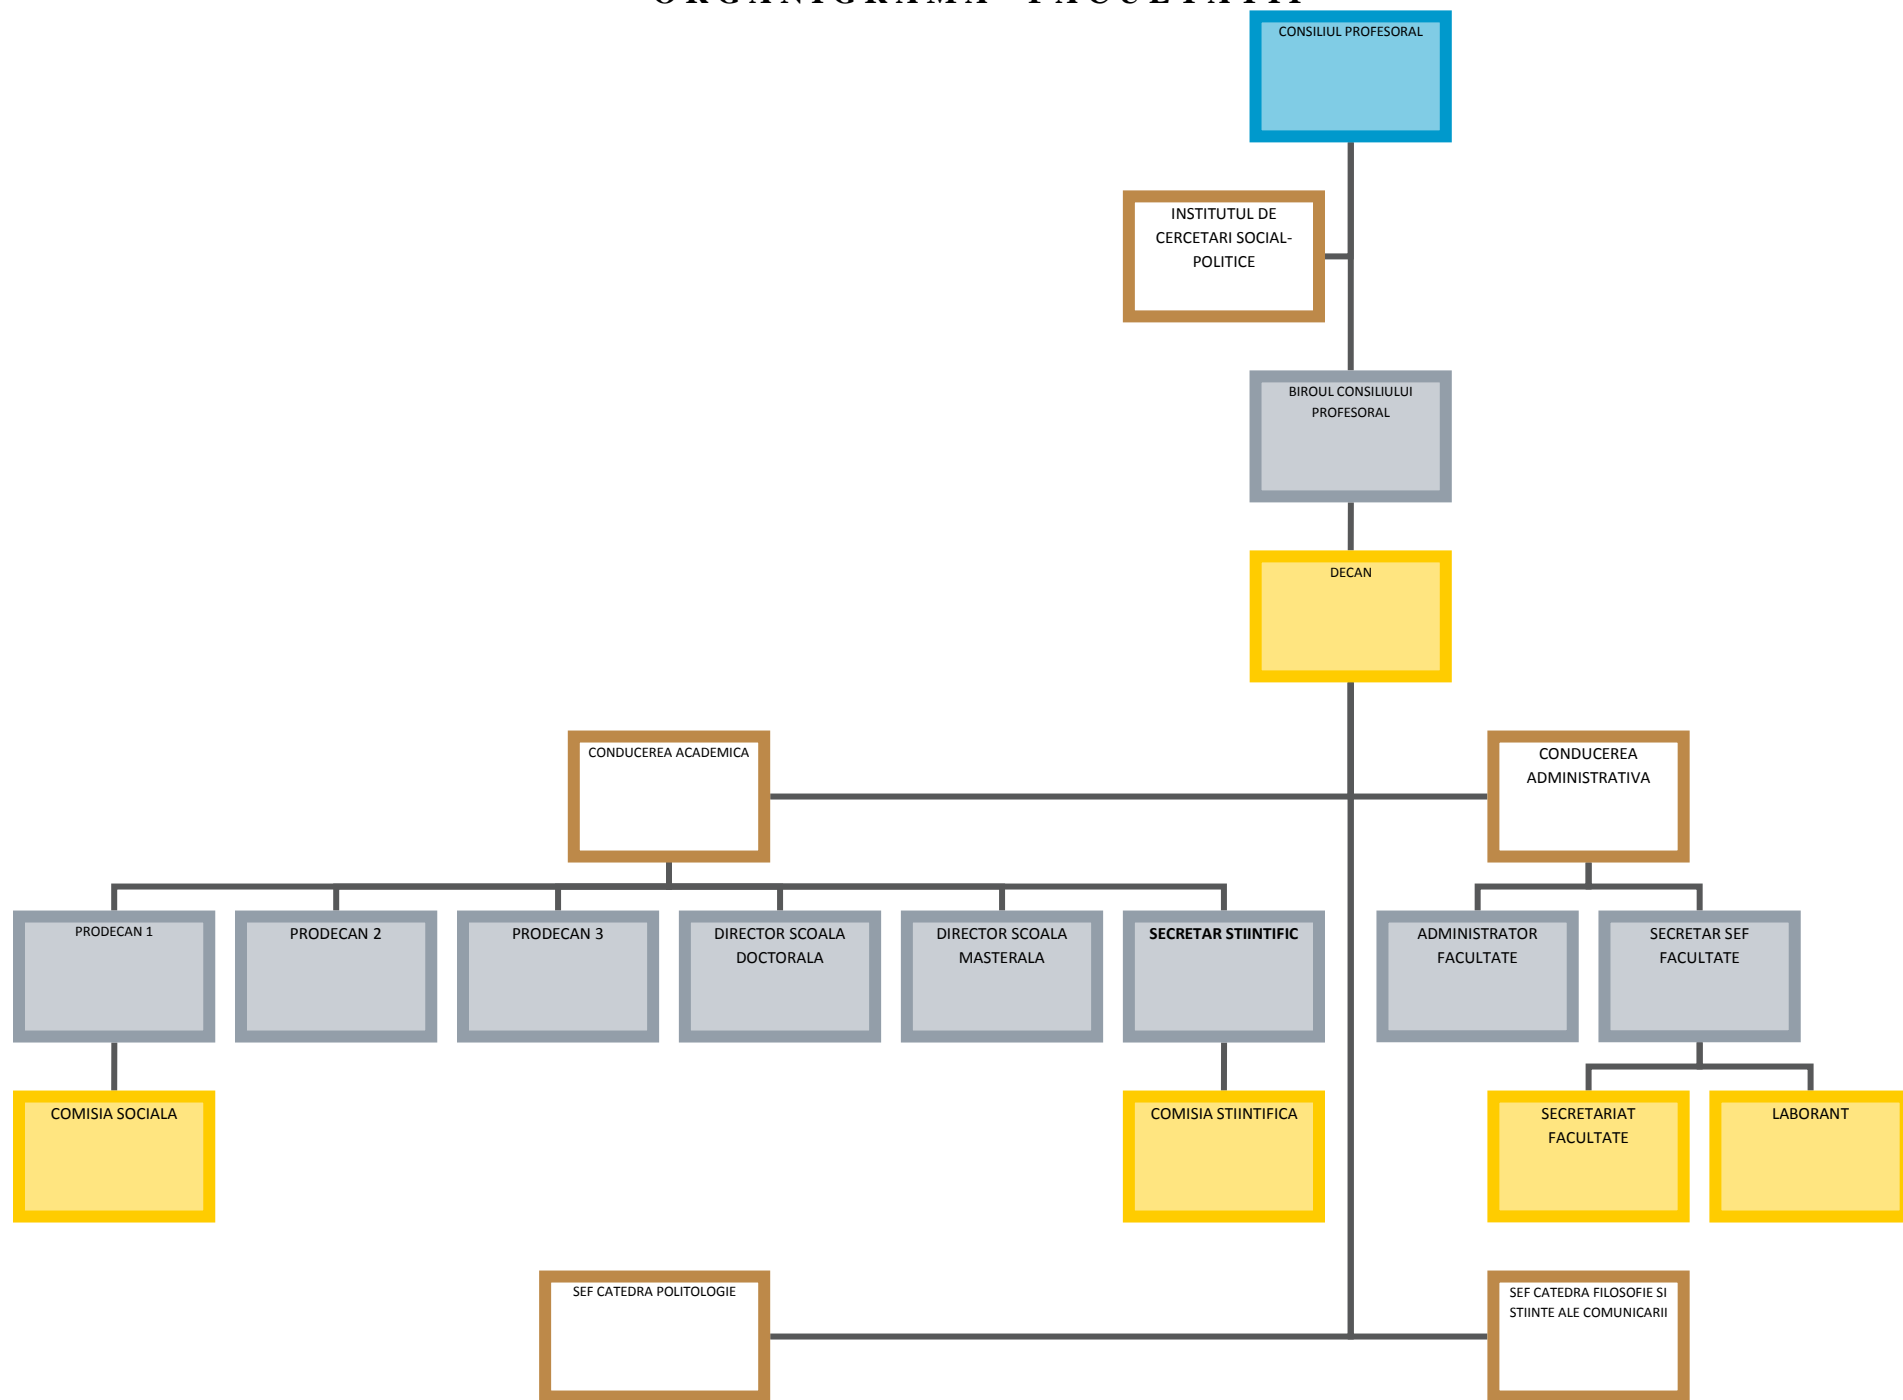 ORGANIGRAMA FACULTATII
CONSILIUL PROFESORAL
INSTITUTUL DE
CERCETARI SOCIAL-
POLITICE
BIROUL CONSILIULUI
PROFESORAL
DECAN
CONDUCEREA ACADEMICA
CONDUCEREA
ADMINISTRATIVA
PRODECAN 1
PRODECAN 2
PRODECAN 3
DIRECTOR SCOALA
DOCTORALA
DIRECTOR SCOALA
MASTERALA
SECRETAR STIINTIFIC
ADMINISTRATOR
FACULTATE
SECRETAR SEF
FACULTATE
COMISIA SOCIALA
COMISIA STIINTIFICA
SECRETARIAT
FACULTATE
LABORANT
SEF CATEDRA POLITOLOGIE
SEF CATEDRA FILOSOFIE SI
STIINTE ALE COMUNICARII